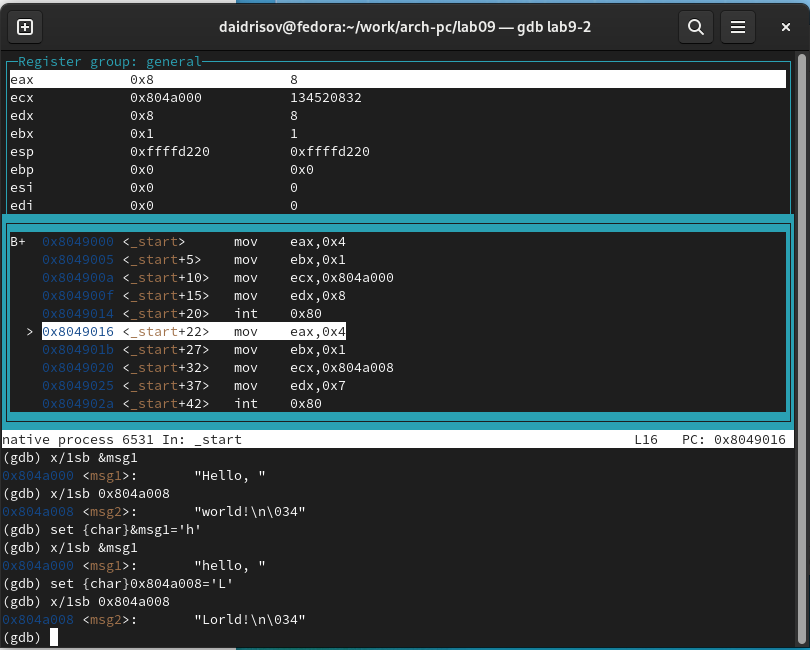 daidrisov@fedora:~/work/arch-pc/lab09 — gdb lab9-2
Register group: general
eax 0x8 8
ecx 0x804a000 134520832
edx 0x8 8
ebx 0x1 1
esp 0xffffd220 0xffffd220
ebp 0x0 0x0
esi 0x0 0
edi 0x0 0
B+ 0x8049000 <_start> mov eax,0x4
0x8049005 <_start+5> mov ebx,0x1
0x804900a <_start+10> mov ecx,0x804a000
0x804900f <_start+15> mov edx,0x8
0x8049014 <_start+20> int 0x80
> 0x8049016 <_start+22> mov eax,0x4
0x804901b <_start+27> mov ebx,0x1
0x8049020 <_start+32> mov ecx,0x804a008
0x8049025 <_start+37> mov edx,0x7
0x804902a <_start+42> int 0x80
native process 6531 In: _start L16 PC: 0x8049016
(gdb) x/1sb &msg1
0x804a000 <msg1>: "Hello, "
(gdb) x/1sb 0x804a008
0x804a008 <msg2>: "world!\n\034"
(gdb) set {char}&msg1='h'
(gdb) x/1sb &msg1
0x804a000 <msg1>: "hello, "
(gdb) set {char}0x804a008='L'
(gdb) x/1sb 0x804a008
0x804a008 <msg2>: "Lorld!\n\034"
(gdb)